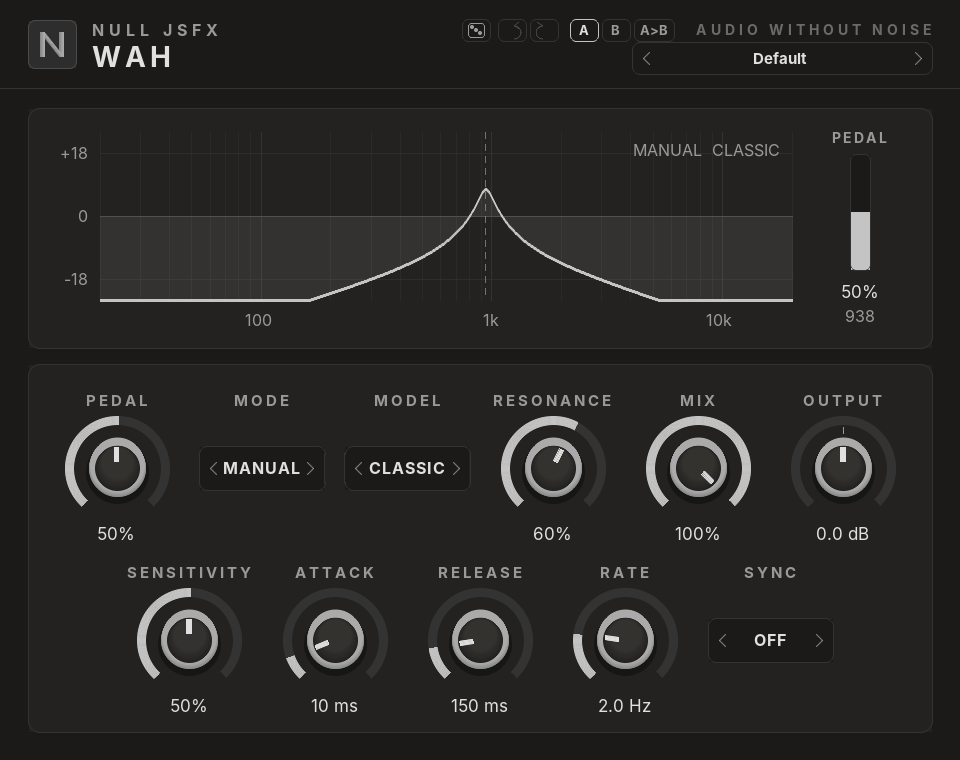 N NULL JSFX
WAH
A B A>B AUDIO WITHOUT NOISE
Default
+18
0
-18
MANUAL CLASSIC
100 1k 10k
PEDAL
50%
938
PEDAL MODE MODEL RESONANCE MIX OUTPUT
MANUAL CLASSIC
50% 60% 100% 0.0 dB
SENSITIVITY ATTACK RELEASE RATE SYNC
OFF
50% 10 ms 150 ms 2.0 Hz